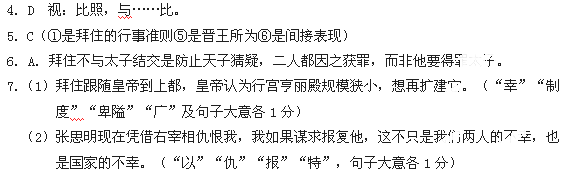 4. D  视：比照，与……比。
5. C（①是拜住的行事准则⑤是晋王所为⑥是间接表现）
6. A. 拜住不与太子结交是防止天子猜疑，二人都因之获罪，而非他要得罪太子。
7.（1）拜住跟随皇帝到上都，皇帝认为行宫亨丽殿规模狭小，想再扩建它。（“幸”“制
度”“卑隘”“广”及句子大意各 1 分）
（2）张思明现在凭借右宰相仇恨我，我如果谋求报复他，这不只是我们两人的不幸，也
是国家的不幸。（“以”“仇”“报”“特”，句子大意各 1 分）